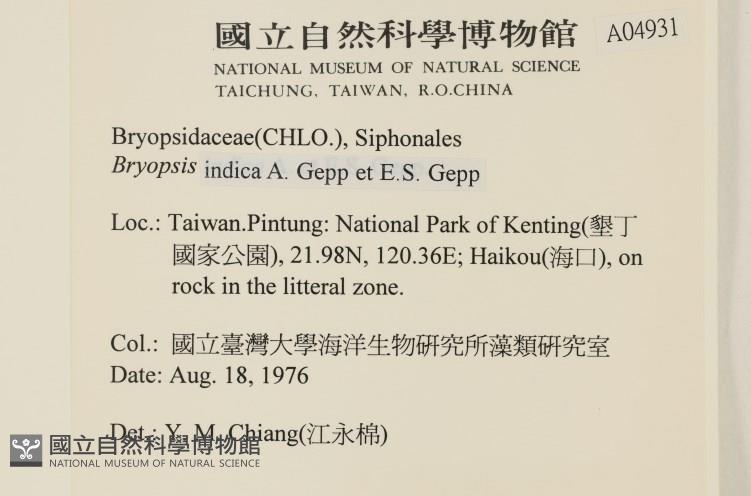 國立自然科學博物館
A04931
NATIONAL MUSEUM OF NATURAL SCIENCE
TAICHUNG, TAIWAN, R.O.CHINA
Bryopsidaceae(CHLO.), Siphonales
Bryopsis indica A. Gepp et E.S. Gepp
Loc.: Taiwan.Pintung: National Park of Kenting(墾丁
國家公園), 21.98N, 120.36E; Haikou(海口), on
rock in the litteral zone.
Col.: 國立臺灣大學海洋生物研究所藻類研究室
Date: Aug. 18, 1976
Det.: Y. M. Chiang(江永棉)
國立自然科學博物館
NATIONAL MUSEUM OF NATURAL SCIENCE